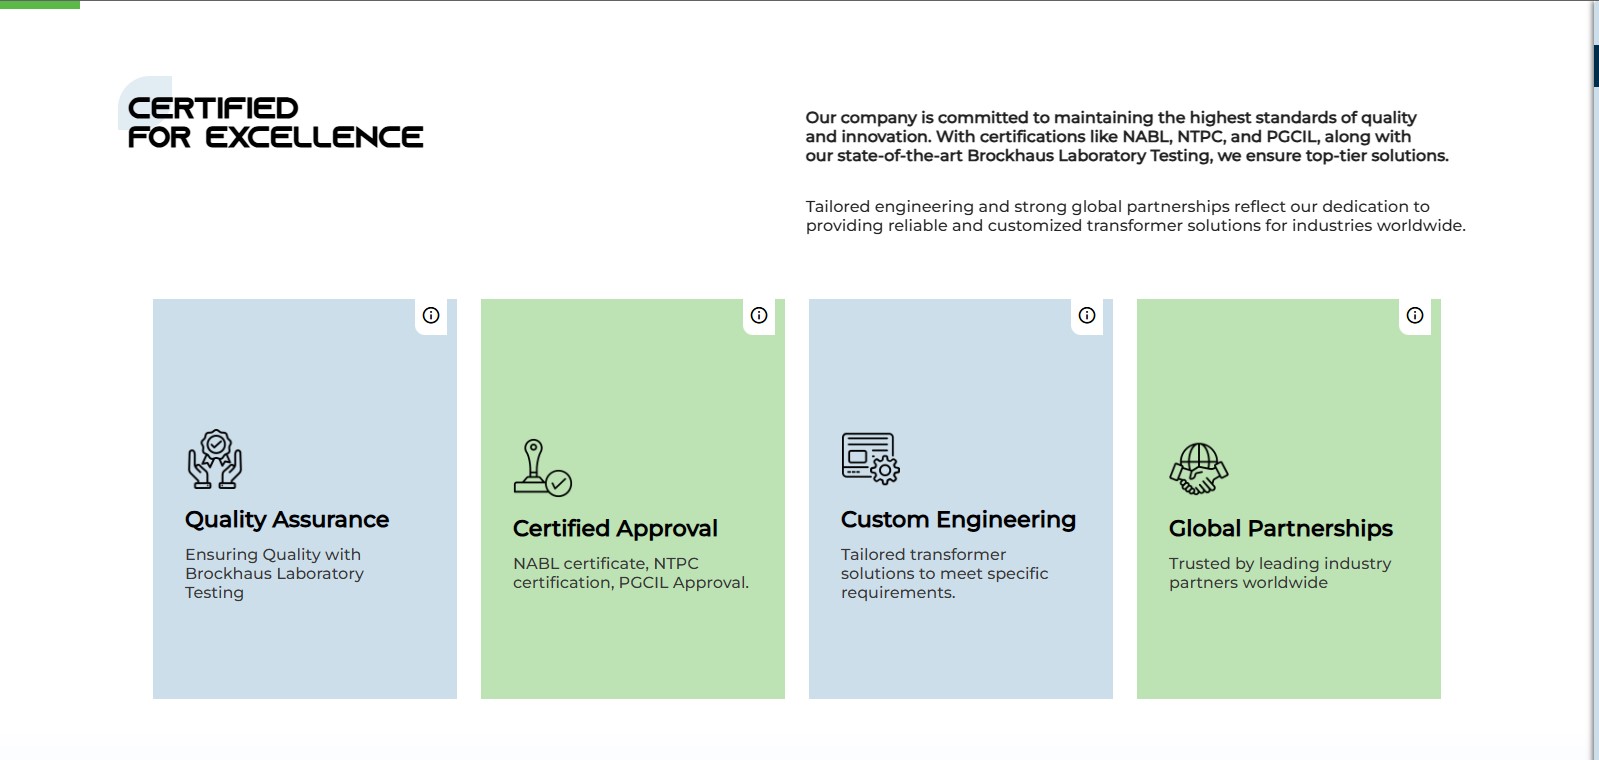 CERTIFIED
FOR EXCELLENCE
Our company is committed to maintaining the highest standards of quality
and innovation. With certifications like NABL, NTPC, and PGCIL, along with
our state-of-the-art Brockhaus Laboratory Testing, we ensure top-tier solutions.
Tailored engineering and strong global partnerships reflect our dedication to
providing reliable and customized transformer solutions for industries worldwide.
Quality Assurance
Ensuring Quality with
Brockhaus Laboratory
Testing
Certified Approval
NABL certificate, NTPC
certification, PGCIL Approval.
Custom Engineering
Tailored transformer
solutions to meet specific
requirements.
Global Partnerships
Trusted by leading industry
partners worldwide